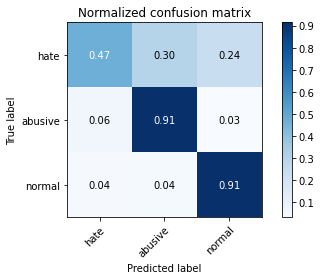 Normalized confusion matrix
True label
hate 0.47 0.30 0.24
abusive 0.06 0.91 0.03
normal 0.04 0.04 0.91
hate abusive normal
Predicted label
0.9
0.8
0.7
0.6
0.5
0.4
0.3
0.2
0.1